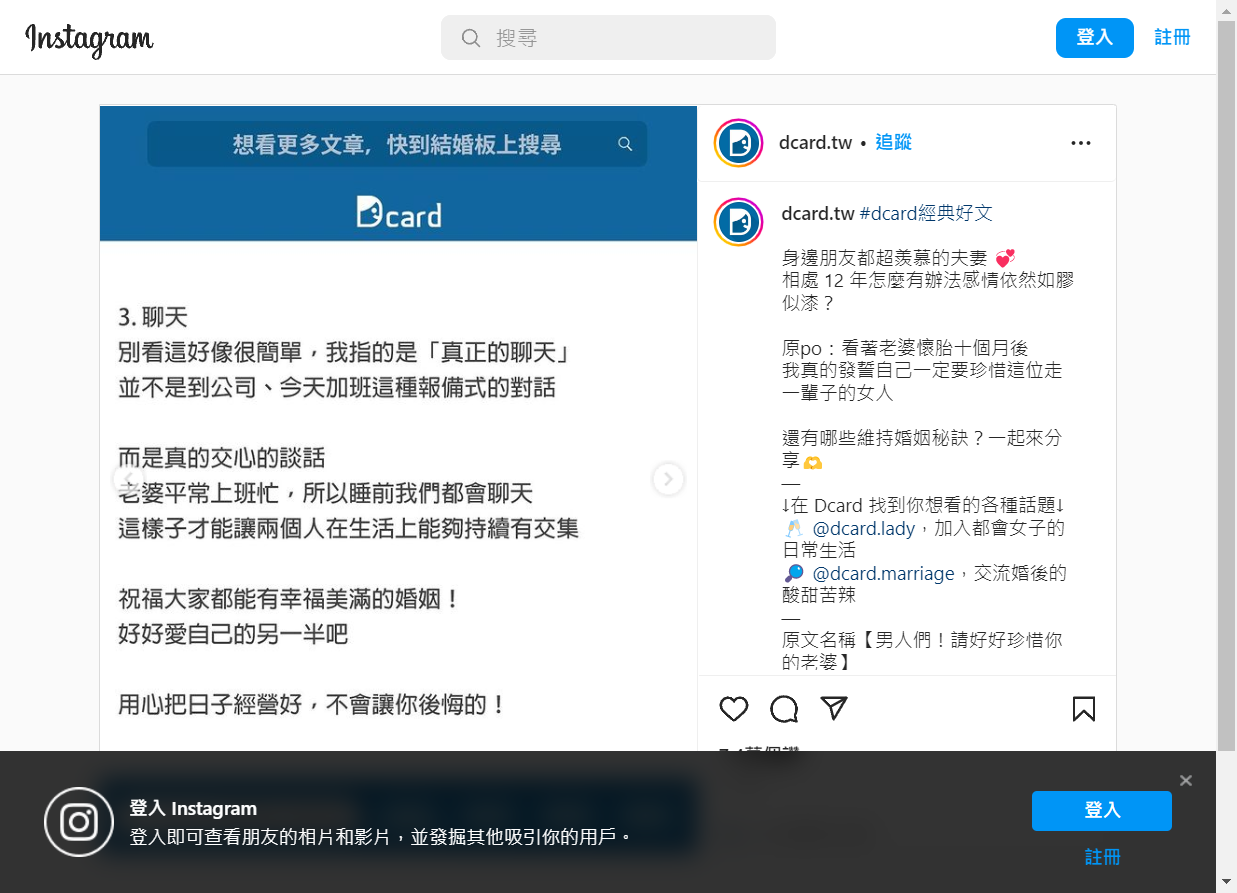 Instagram
搜尋
登入
註冊
想看更多文章，快到結婚板上搜尋
Dcard
3. 聊天
別看這好像很簡單，我指的是「真正的聊天」
並不是到公司、今天加班這種報備式的對話
而是真的交心的談話
老婆平常上班忙，所以睡前我們都會聊天
這樣子才能讓兩個人在生活上能夠持續有交集
祝福大家都能有幸福美滿的婚姻！
好好愛自己的另一半吧
用心把日子經營好，不會讓你後悔的！
dcard.tw • 追蹤
dcard.tw #dcard經典好文
身邊朋友都超羨慕的夫妻 💞
相處 12 年怎麼有辦法感情依然如膠
似漆？
原po：看著老婆懷胎十個月後
我真的發誓自己一定要珍惜這位走
一輩子的女人
還有哪些維持婚姻秘訣？一起來分
享🫶
—
↓在 Dcard 找到你想看的各種話題↓
🥂 @dcard.lady，加入都會女子的
日常生活
🔎 @dcard.marriage，交流婚後的
酸甜苦辣
—
原文名稱【男人們！請好好珍惜你
的老婆】
登入 Instagram
登入即可查看朋友的相片和影片，並發掘其他吸引你的用戶。
登入
註冊